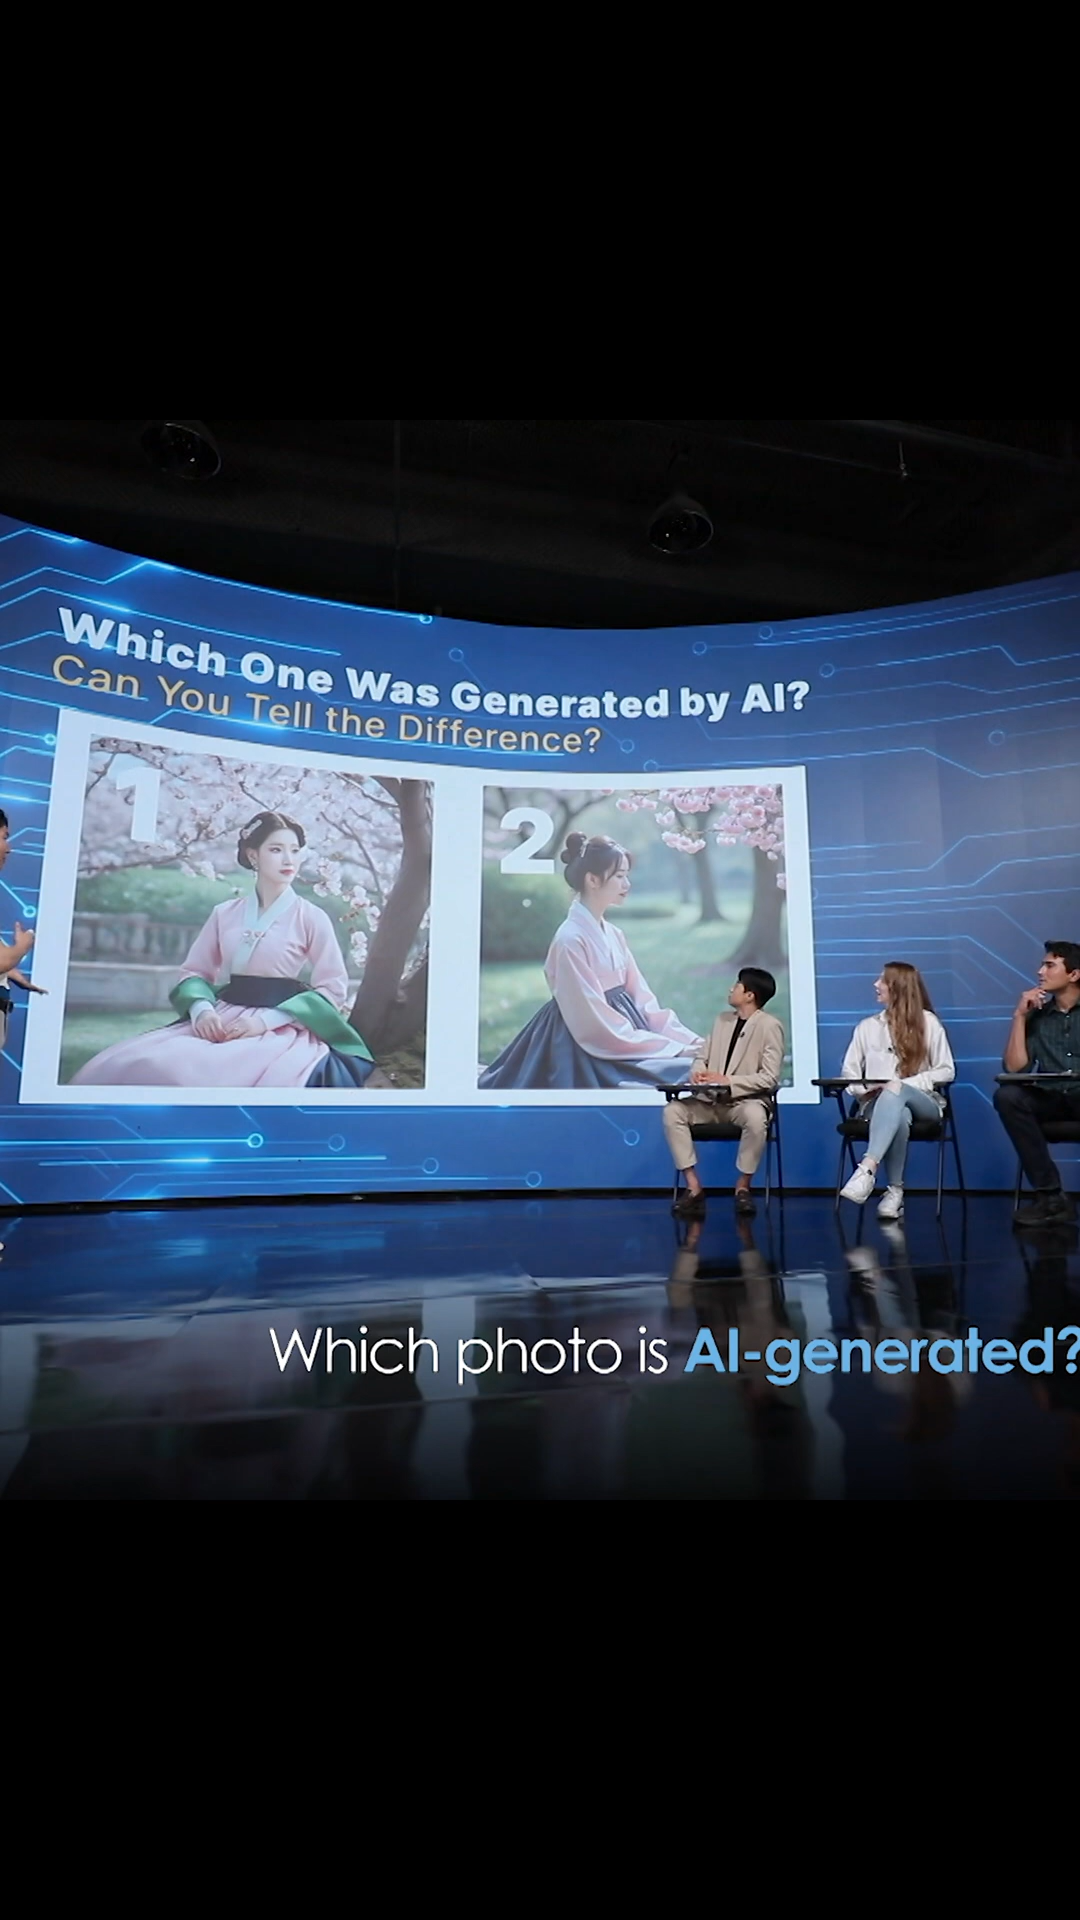 Which One Was Generated by AI?
Can You Tell the Difference?
1
2
Which photo is AI-generated?